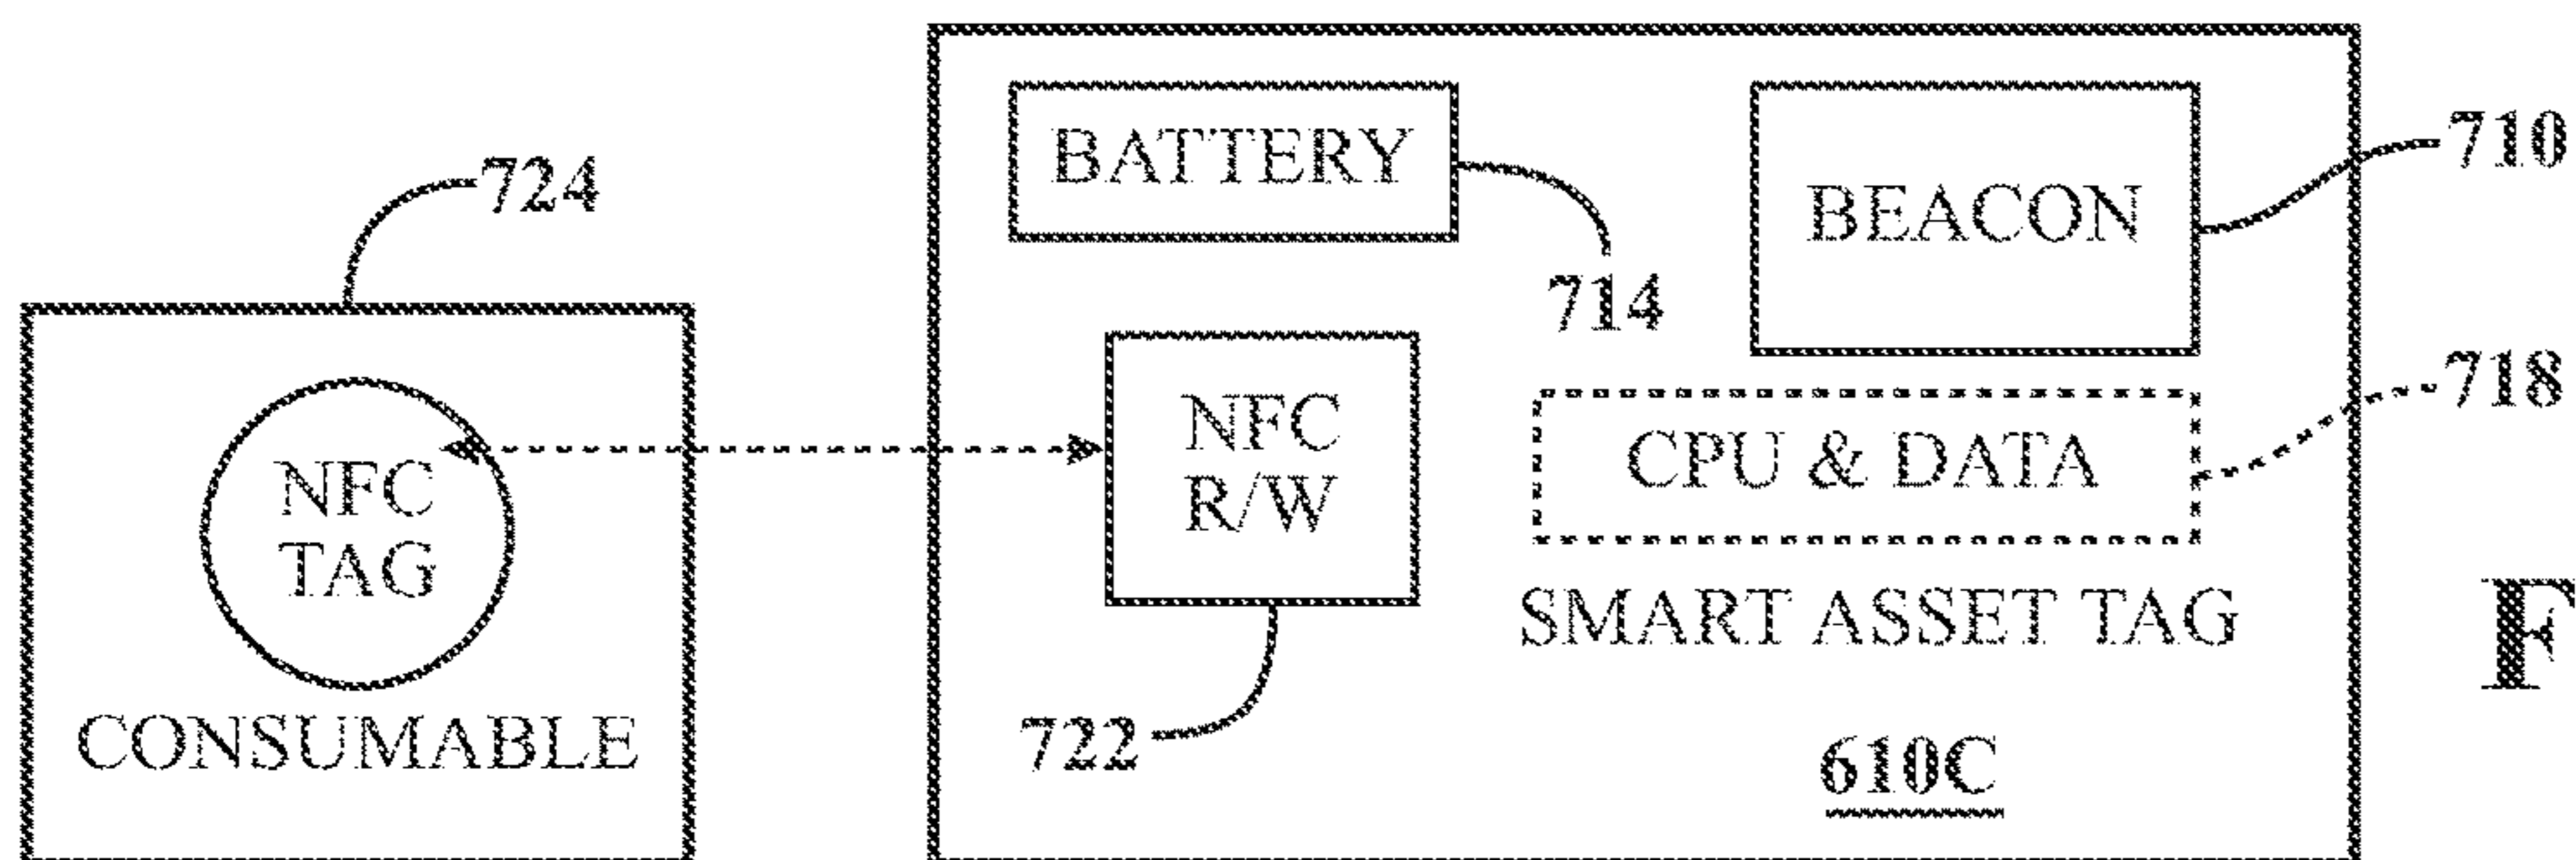 724
NFC
TAG
CONSUMABLE
BATTERY
714
BEACON
710
NFC
R/W
722
CPU & DATA
718
SMART ASSET TAG
610C
F